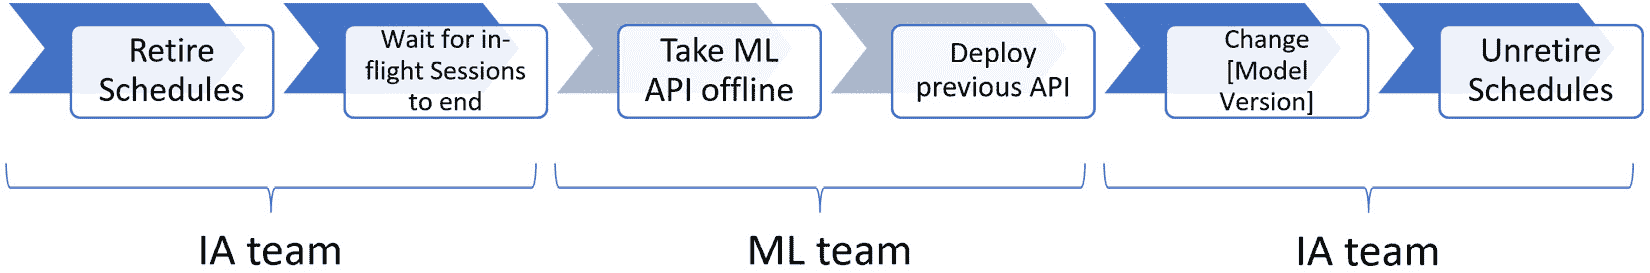 Retire
Schedules
Wait for in-
flight Sessions
to end
Take ML
API offline
Deploy
previous API
Change
[Model
Version]
Unretire
Schedules
IA team
ML team
IA team